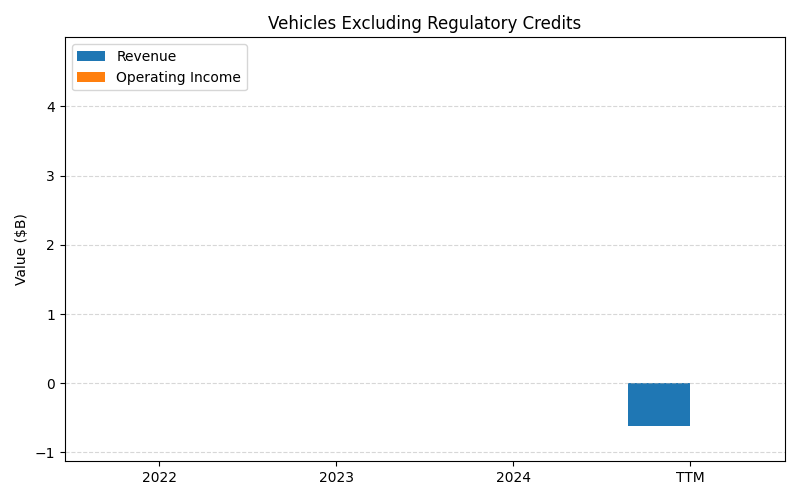 Vehicles Excluding Regulatory Credits
Revenue
Operating Income
Value ($B)
4
3
2
1
0
−1
2022 2023 2024 TTM